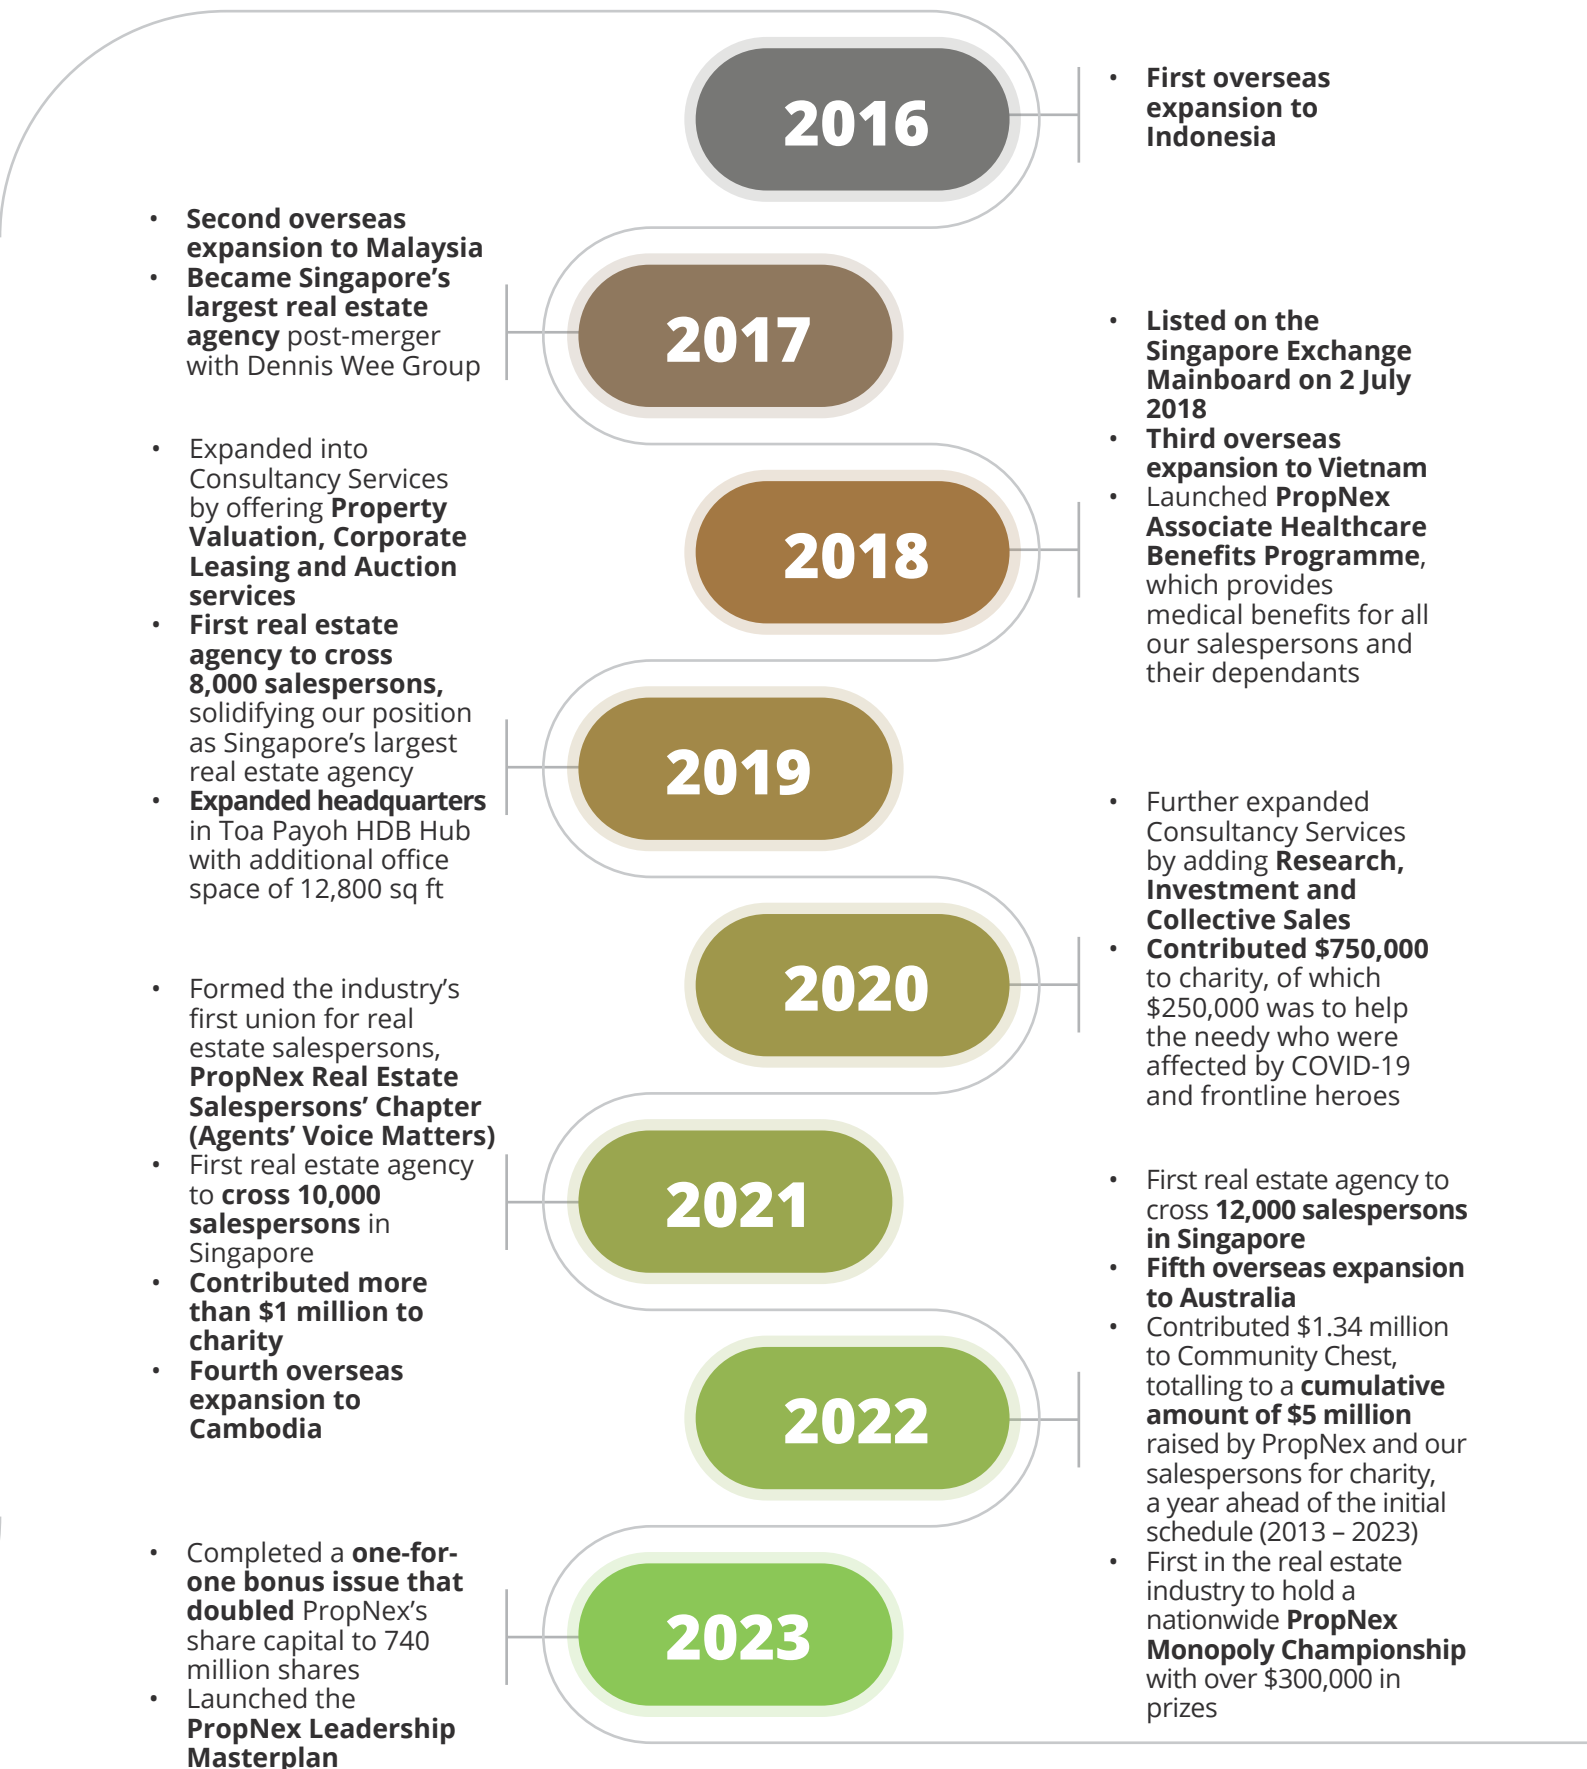 2016
• First overseas
expansion to
Indonesia
• Second overseas
expansion to Malaysia
• Became Singapore’s
largest real estate
agency post-merger
with Dennis Wee Group
2017
• Listed on the
Singapore Exchange
Mainboard on 2 July
2018
• Third overseas
expansion to Vietnam
• Launched PropNex
Associate Healthcare
Benefits Programme,
which provides
medical benefits for all
our salespersons and
their dependants
2018
• Expanded into
Consultancy Services
by offering Property
Valuation, Corporate
Leasing and Auction
services
• First real estate
agency to cross
8,000 salespersons,
solidifying our position
as Singapore’s largest
real estate agency
• Expanded headquarters
in Toa Payoh HDB Hub
with additional office
space of 12,800 sq ft
2019
• Further expanded
Consultancy Services
by adding Research,
Investment and
Collective Sales
• Contributed $750,000
to charity, of which
$250,000 was to help
the needy who were
affected by COVID-19
and frontline heroes
2020
• Formed the industry’s
first union for real
estate salespersons,
PropNex Real Estate
Salespersons’ Chapter
(Agents’ Voice Matters)
• First real estate agency
to cross 10,000
salespersons in
Singapore
• Contributed more
than $1 million to
charity
• Fourth overseas
expansion to
Cambodia
2021
• First real estate agency to
cross 12,000 salespersons
in Singapore
• Fifth overseas expansion
to Australia
• Contributed $1.34 million
to Community Chest,
totalling to a cumulative
amount of $5 million
raised by PropNex and our
salespersons for charity,
a year ahead of the initial
schedule (2013 – 2023)
• First in the real estate
industry to hold a
nationwide PropNex
Monopoly Championship
with over $300,000 in
prizes
2022
• Completed a one-for-
one bonus issue that
doubled PropNex’s
share capital to 740
million shares
• Launched the
PropNex Leadership
Masterplan
2023